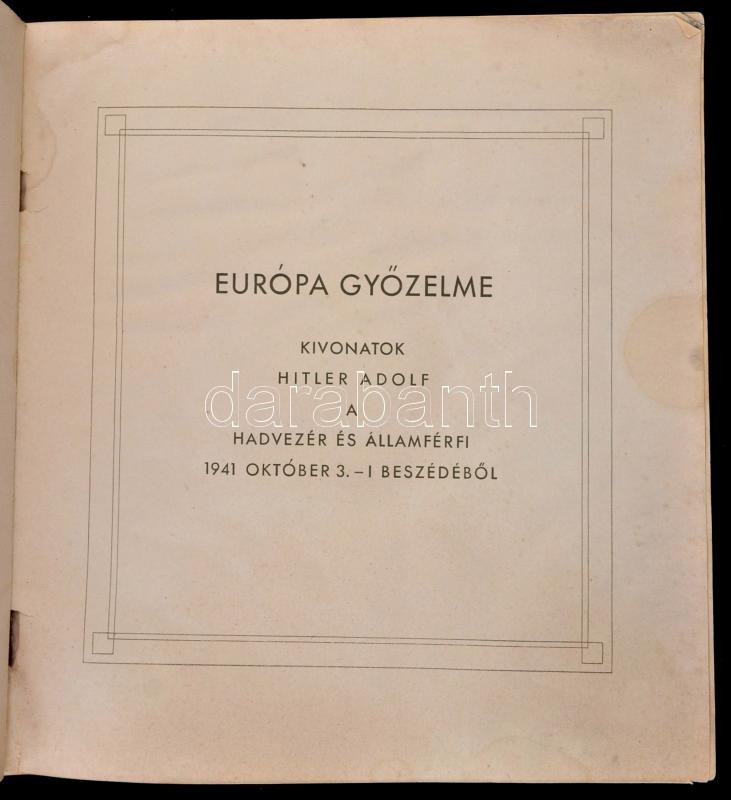 EURÓPA GYŐZELME
KIVONATOK
HITLER ADOLF
darabanth
A
HADVEZÉR ÉS ÁLLAMFÉRFI
1941 OKTÓBER 3.–I BESZÉDÉBŐL